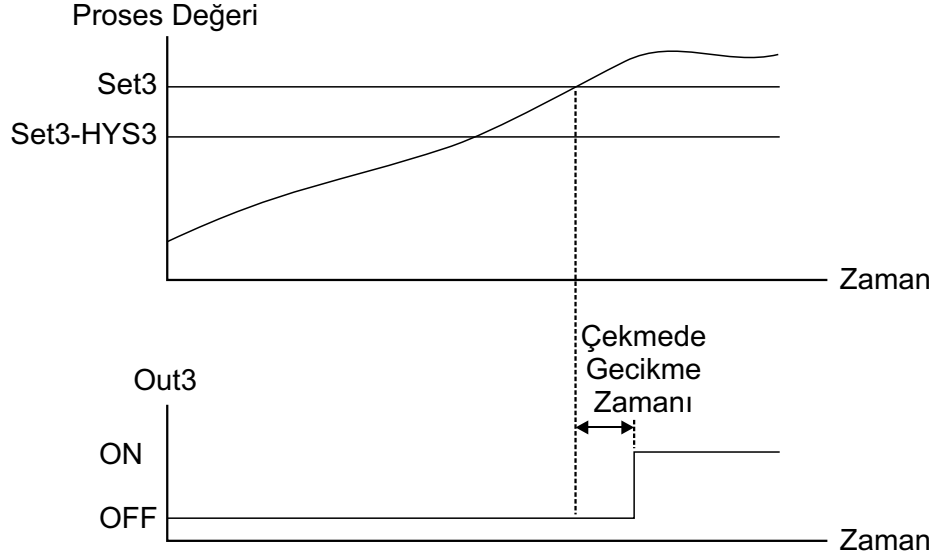 Proses Değeri
Set3
Set3-HYS3
Zaman
Çekmede
Gecikme
Zamanı
Out3
ON
OFF
Zaman